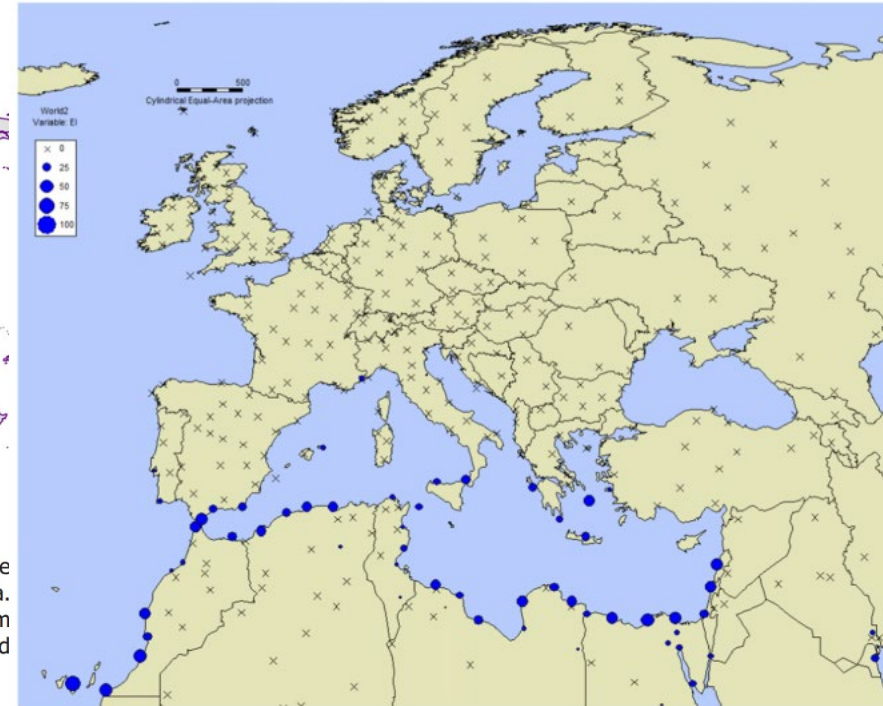 0 500
Cylindrical Equal-Area projection
World2
Variable: EI
0
25
50
75
100
e
a.
m
d